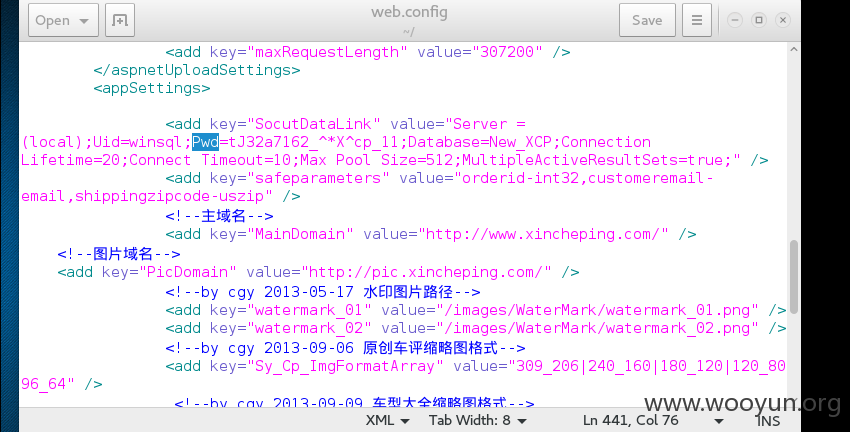 Open
web.config
~/
Save
<add key="maxRequestLength" value="307200" />
</aspnetUploadSettings>
<appSettings>
<add key="SocutDataLink" value="Server =
(local);Uid=winsql;Pwd=tJ32a7162_^*X^cp_11;Database=New_XCP;Connection
Lifetime=20;Connect Timeout=10;Max Pool Size=512;MultipleActiveResultSets=true;" />
<add key="safeparameters" value="orderid-int32,customeremail-
email,shippingzipcode-uszip" />
<!--主域名-->
<add key="MainDomain" value="http://www.xincheping.com/" />
<!--图片域名-->
<add key="PicDomain" value="http://pic.xincheping.com/" />
<!--by cgy 2013-05-17 水印图片路径-->
<add key="watermark_01" value="/images/WaterMark/watermark_01.png" />
<add key="watermark_02" value="/images/WaterMark/watermark_02.png" />
<!--by cgy 2013-09-06 原创车评缩略图格式-->
<add key="Sy_Cp_ImgFormatArray" value="309_206|240_160|180_120|120_80
96_64" />
<!--by cgy 2013-09-09 车型大全缩略图格式-->
www.wooyun.org
XML
Tab Width: 8
Ln 441, Col 76
INS